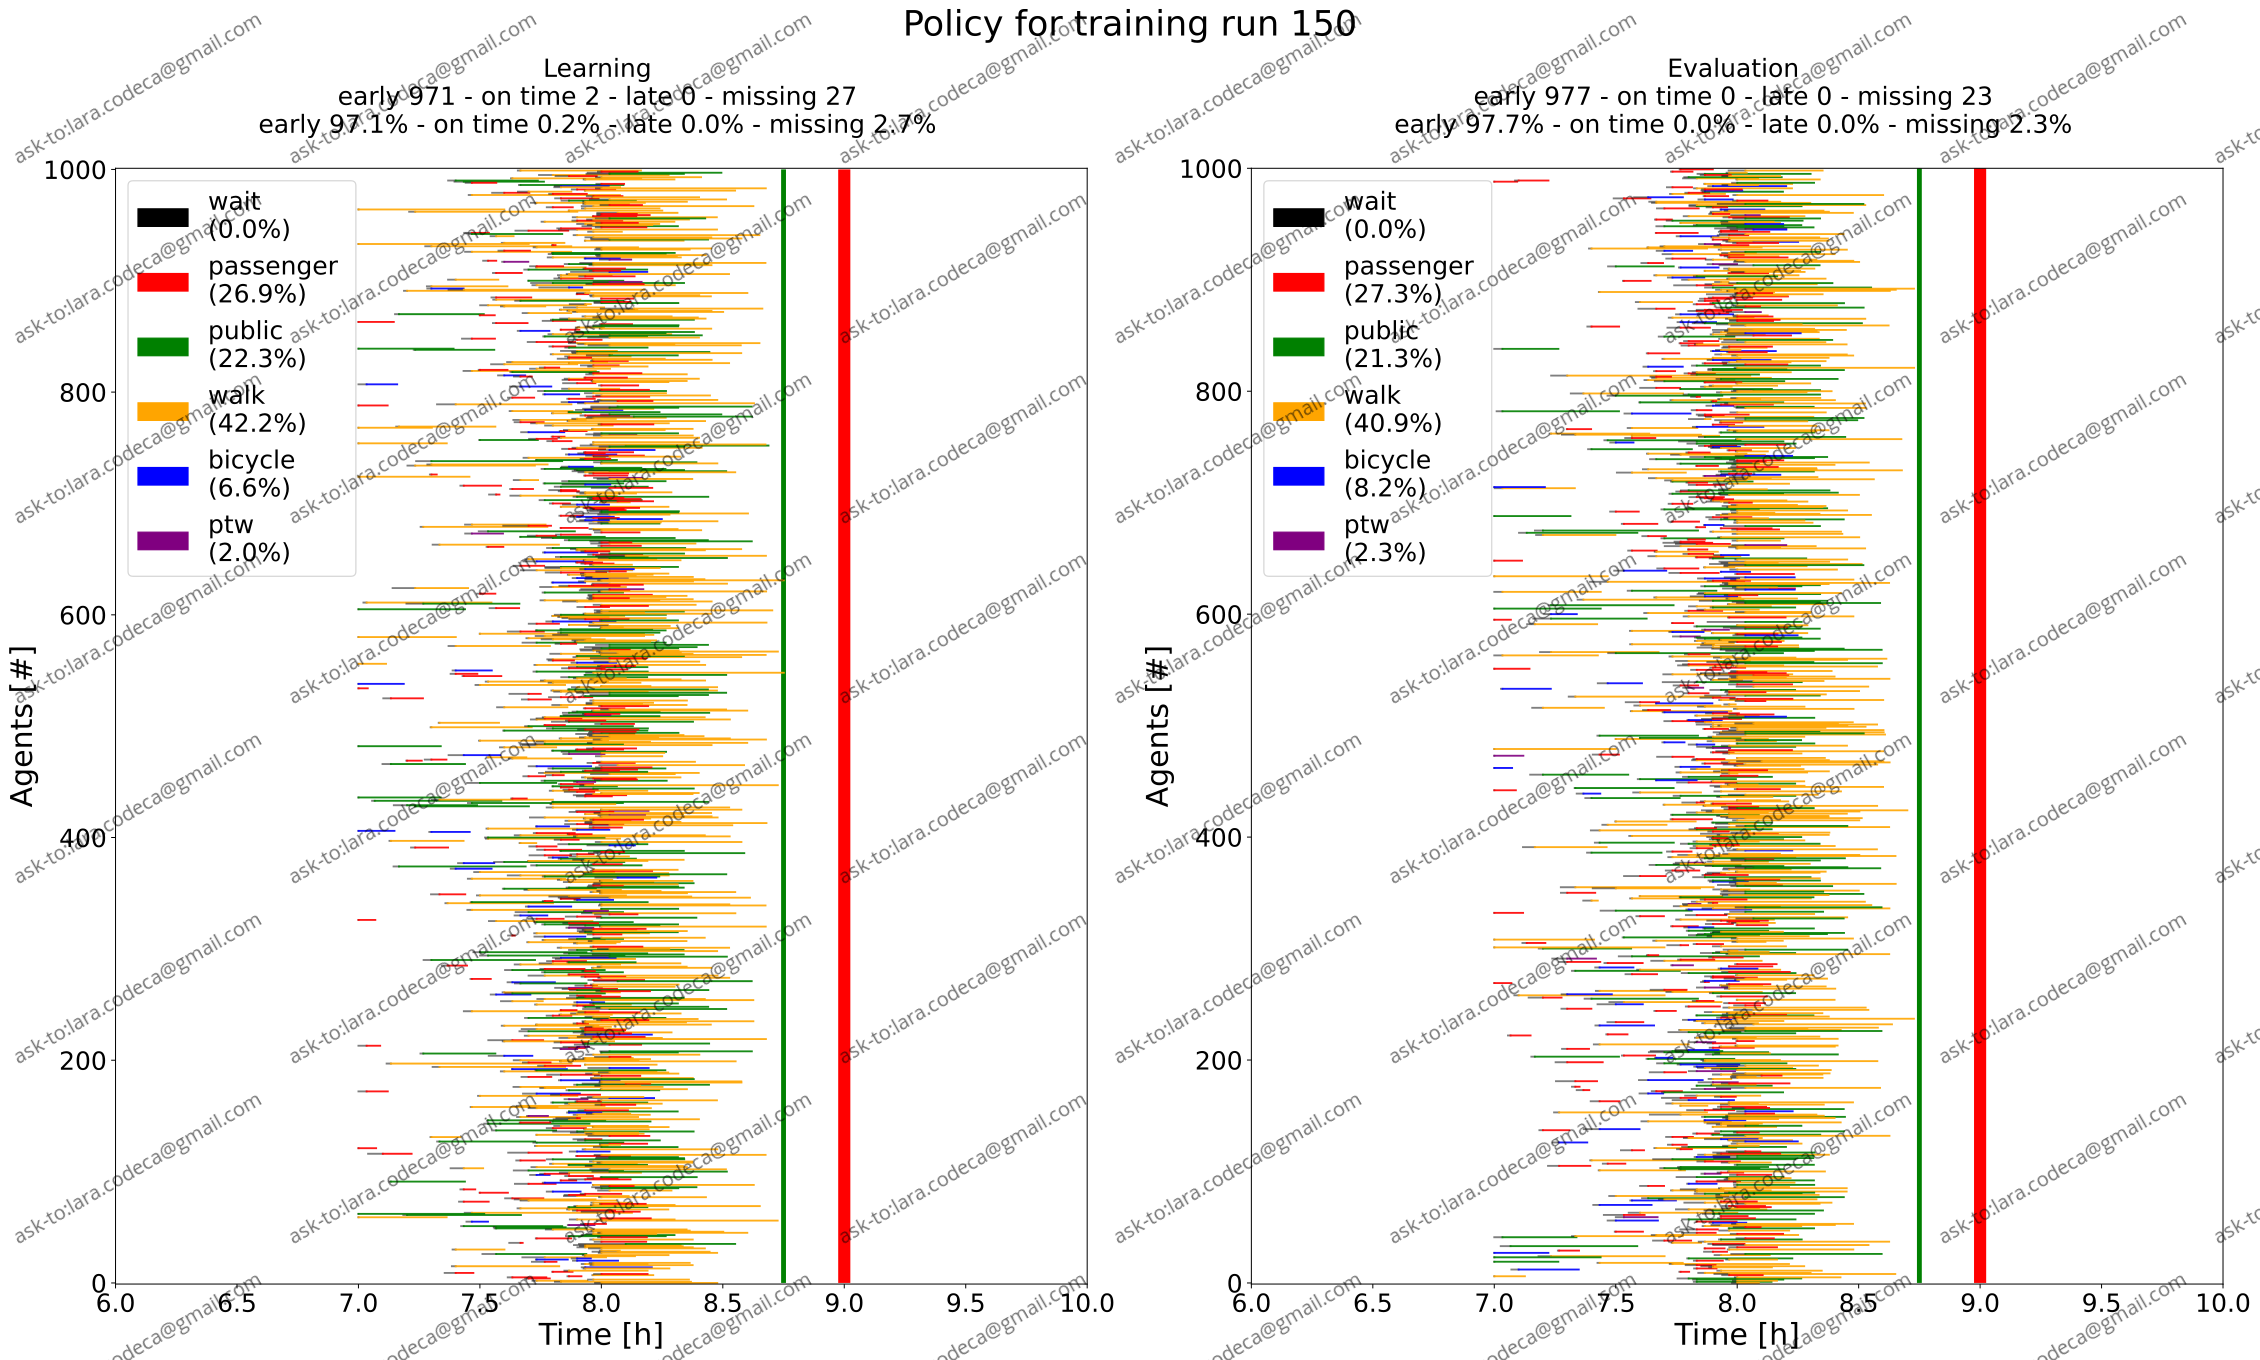 Policy for training run 150
Learning
early 971 - on time 2 - late 0 - missing 27
early 97.1% - on time 0.2% - late 0.0% - missing 2.7%
1000
800
600
400
200
0
Agents [#]
wait
(0.0%)
passenger
(26.9%)
public
(22.3%)
walk
(42.2%)
bicycle
(6.6%)
ptw
(2.0%)
6.0 6.5 7.0 7.5 8.0 8.5 9.0 9.5 10.0
Time [h]
Evaluation
early 977 - on time 0 - late 0 - missing 23
early 97.7% - on time 0.0% - late 0.0% - missing 2.3%
1000
800
600
400
200
0
Agents [#]
wait
(0.0%)
passenger
(27.3%)
public
(21.3%)
walk
(40.9%)
bicycle
(8.2%)
ptw
(2.3%)
6.0 6.5 7.0 7.5 8.0 8.5 9.0 9.5 10.0
Time [h]
ask-to:lara.codeca@gmail.com